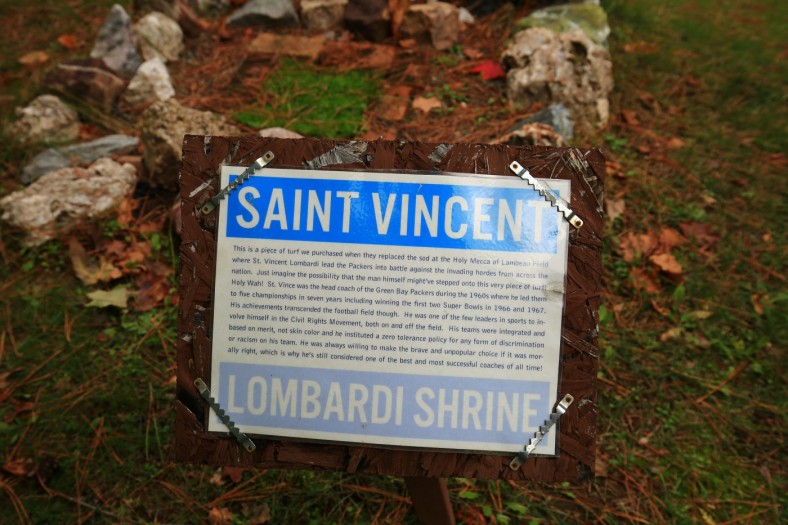 SAINT VINCENT
This is a piece of turf we purchased when they replaced the sod at the Holy Mecca of Lambeau Field
where St. Vincent Lombardi lead the Packers into battle against the invading hordes from across the
nation. Just imagine the possibility that the man himself might've stepped onto this very piece of turf.
Holy Wah! St. Vince was the head coach of the Green Bay Packers during the 1960s where he led them
to five championships in seven years including winning the first two Super Bowls in 1966 and 1967.
His achievements transcended the football field though. He was one of the few leaders in sports to in-
volve himself in the Civil Rights Movement, both on and off the field. His teams were integrated and
based on merit, not skin color and he instituted a zero tolerance policy for any form of discrimination
or racism on his team. He was always willing to make the brave and unpopular choice if it was mor-
ally right, which is why he's still considered one of the best and most successful coaches of all time!
LOMBARDI SHRINE